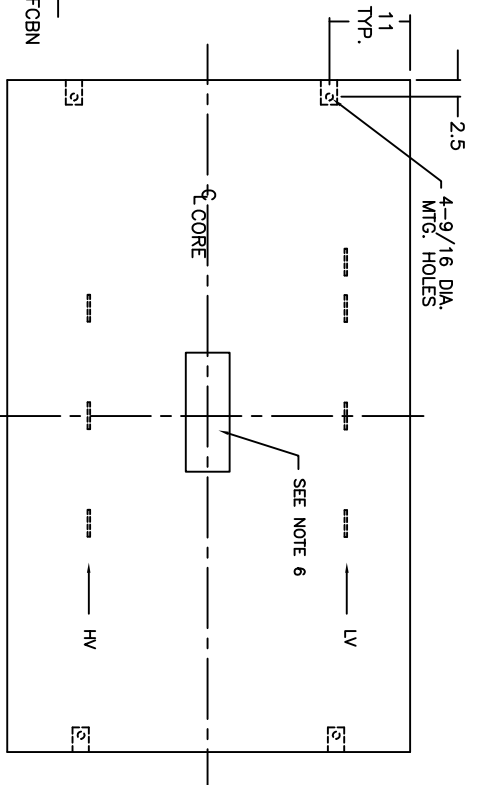 11
TYP.
2.5
4-9/16 DIA.
MTG. HOLES
FCBN
℄ CORE
SEE NOTE 6
LV
HV